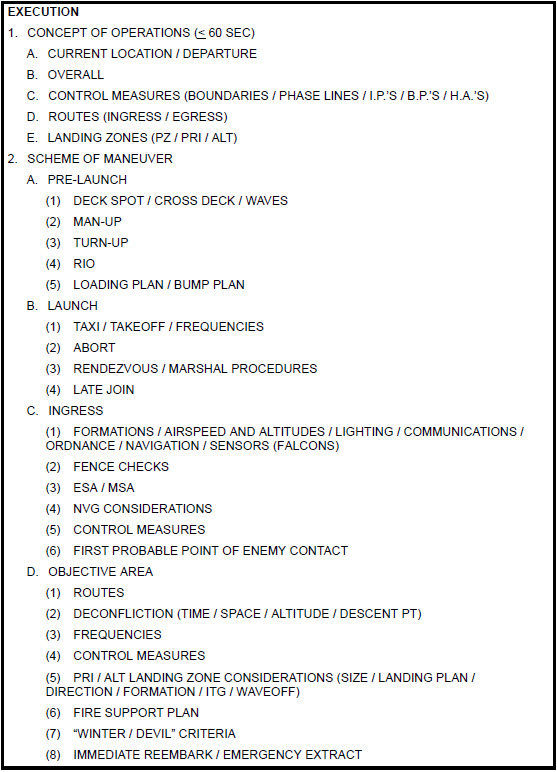 EXECUTION
1. CONCEPT OF OPERATIONS (≤ 60 SEC)
A. CURRENT LOCATION / DEPARTURE
B. OVERALL
C. CONTROL MEASURES (BOUNDARIES / PHASE LINES / I.P.'S / B.P.'S / H.A.'S)
D. ROUTES (INGRESS / EGRESS)
E. LANDING ZONES (PZ / PRI / ALT)
2. SCHEME OF MANEUVER
A. PRE-LAUNCH
(1) DECK SPOT / CROSS DECK / WAVES
(2) MAN-UP
(3) TURN-UP
(4) RIO
(5) LOADING PLAN / BUMP PLAN
B. LAUNCH
(1) TAXI / TAKEOFF / FREQUENCIES
(2) ABORT
(3) RENDEZVOUS / MARSHAL PROCEDURES
(4) LATE JOIN
C. INGRESS
(1) FORMATIONS / AIRSPEED AND ALTITUDES / LIGHTING / COMMUNICATIONS /
ORDNANCE / NAVIGATION / SENSORS (FALCONS)
(2) FENCE CHECKS
(3) ESA / MSA
(4) NVG CONSIDERATIONS
(5) CONTROL MEASURES
(6) FIRST PROBABLE POINT OF ENEMY CONTACT
D. OBJECTIVE AREA
(1) ROUTES
(2) DECONFLICTION (TIME / SPACE / ALTITUDE / DESCENT PT)
(3) FREQUENCIES
(4) CONTROL MEASURES
(5) PRI / ALT LANDING ZONE CONSIDERATIONS (SIZE / LANDING PLAN /
DIRECTION / FORMATION / ITG / WAVEOFF)
(6) FIRE SUPPORT PLAN
(7) “WINTER / DEVIL” CRITERIA
(8) IMMEDIATE REEMBARK / EMERGENCY EXTRACT